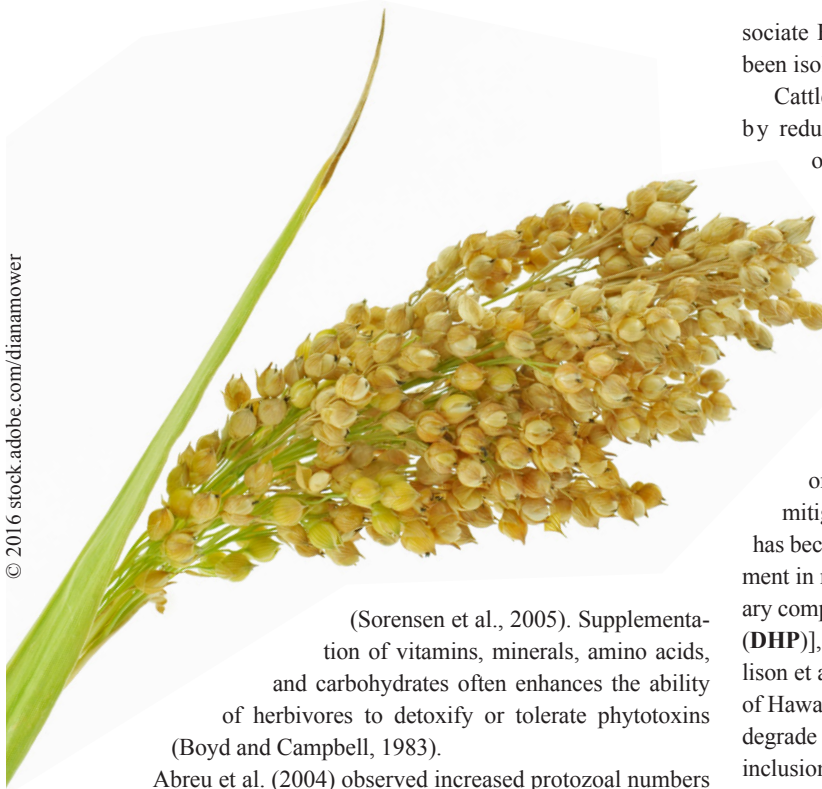 © 2016 stock.adobe.com/dianamower
(Sorensen et al., 2005). Supplementa-
tion of vitamins, minerals, amino acids,
and carbohydrates often enhances the ability
of herbivores to detoxify or tolerate phytotoxins
(Boyd and Campbell, 1983).
Abreu et al. (2004) observed increased protozoal numbers
sociate
been iso
Cattle
by redu
o
o
mitig
has bec
ment in
ary comp
(DHP)],
lison et a
of Hawa
degrade
inclusion